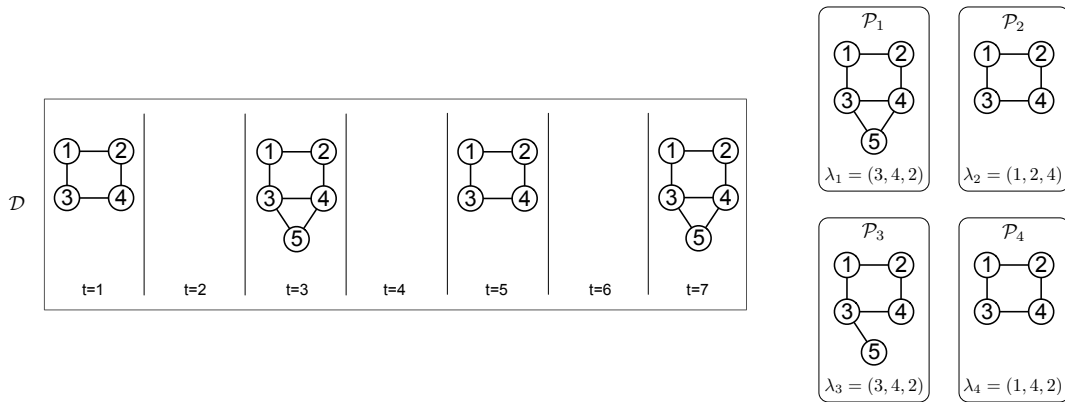 𝒟
1 2 1 2 1 2 1 2
3 4 3 4 3 4 3 4
5 5
t=1 t=2 t=3 t=4 t=5 t=6 t=7
𝒫₁
1 2
3 4
5
λ₁ = (3, 4, 2)
𝒫₂
1 2
3 4
λ₂ = (1, 2, 4)
𝒫₃
1 2
3 4
5
λ₃ = (3, 4, 2)
𝒫₄
1 2
3 4
λ₄ = (1, 4, 2)